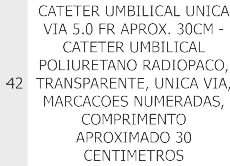 CATETER UMBILICAL UNICA
VIA 5.0 FR APROX. 30CM -
CATETER UMBILICAL
POLIURETANO RADIOPACO,
42 TRANSPARENTE, UNICA VIA,
MARCACOES NUMERADAS,
COMPRIMENTO
APROXIMADO 30
CENTIMETROS